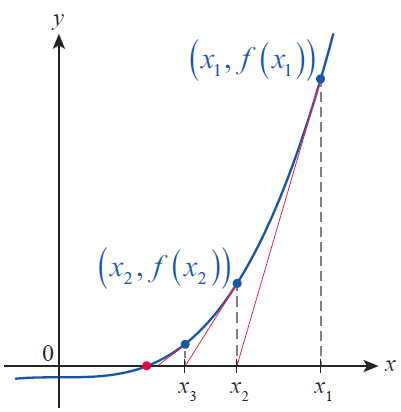 y
(x₁, f(x₁))
(x₂, f(x₂))
0
x
x₃ x₂ x₁